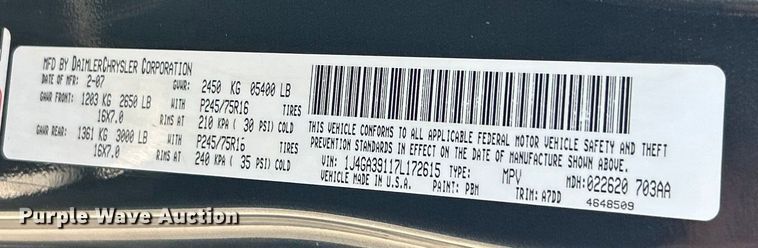 MFD BY DAIMLERCHRYSLER CORPORATION
DATE OF MFR: 2-07 GVWR: 2450 KG 05400 LB
GAWR FRONT: 1203 KG 2650 LB WITH P245/75R16 TIRES
16X7.0 RIMS AT 210 KPA ( 30 PSI) COLD
GAWR REAR: 1361 KG 3000 LB WITH P245/75R16 TIRES
16X7.0 RIMS AT 240 KPA ( 35 PSI) COLD
THIS VEHICLE CONFORMS TO ALL APPLICABLE FEDERAL MOTOR VEHICLE SAFETY AND THEFT
PREVENTION STANDARDS IN EFFECT ON THE DATE OF MANUFACTURE SHOWN ABOVE.
VIN: 1J4GA39117L172615 TYPE: MPV MDH: 022620 703AA
VEHICLE MADE IN U.S.A. PAINT: PBM TRIM: A7DD
4648509
Purple Wave Auction